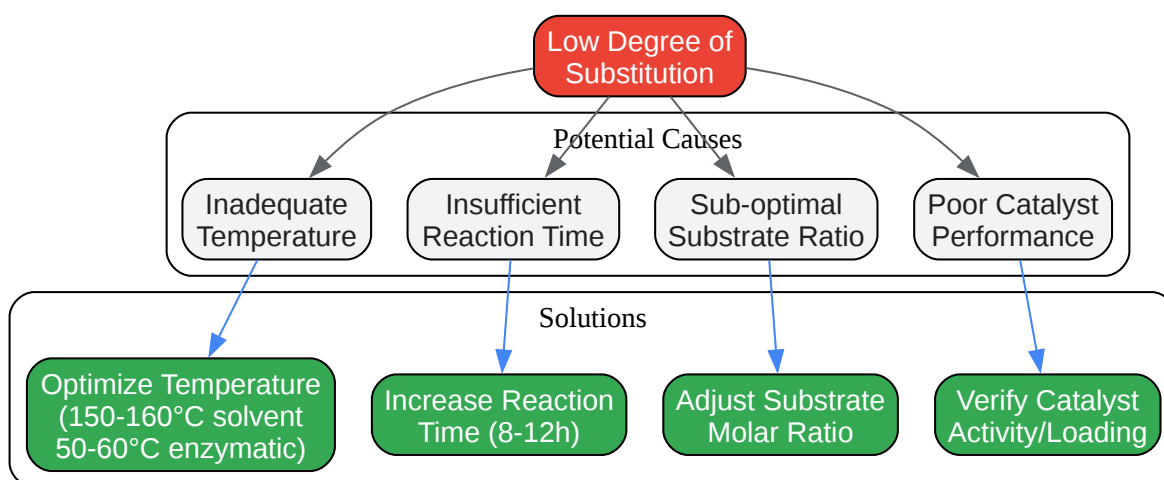 Low Degree of
Substitution
Potential Causes
Inadequate
Temperature
Insufficient
Reaction Time
Sub-optimal
Substrate Ratio
Poor Catalyst
Performance
Solutions
Optimize Temperature
(150-160°C solvent
50-60°C enzymatic)
Increase Reaction
Time (8-12h)
Adjust Substrate
Molar Ratio
Verify Catalyst
Activity/Loading